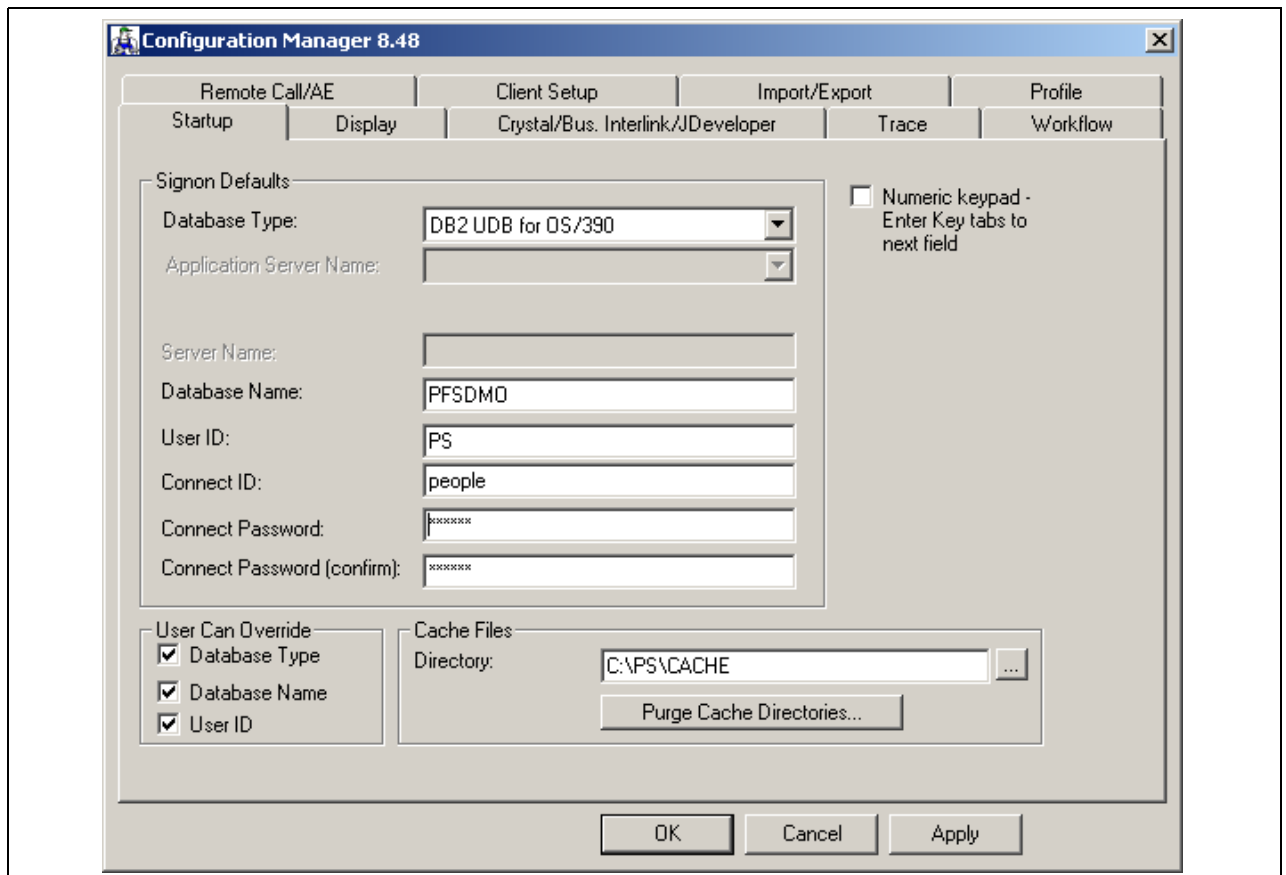 Configuration Manager 8.48
Remote Call/AE Client Setup Import/Export Profile
Startup Display Crystal/Bus. Interlink/JDeveloper Trace Workflow
Signon Defaults
Database Type: DB2 UDB for OS/390
Application Server Name:
Server Name:
Database Name: PFSDMO
User ID: PS
Connect ID: people
Connect Password: ******
Connect Password (confirm): ******
Numeric keypad -
Enter Key tabs to
next field
User Can Override
Database Type
Database Name
User ID
Cache Files
Directory: C:\PS\CACHE ...
Purge Cache Directories...
OK Cancel Apply